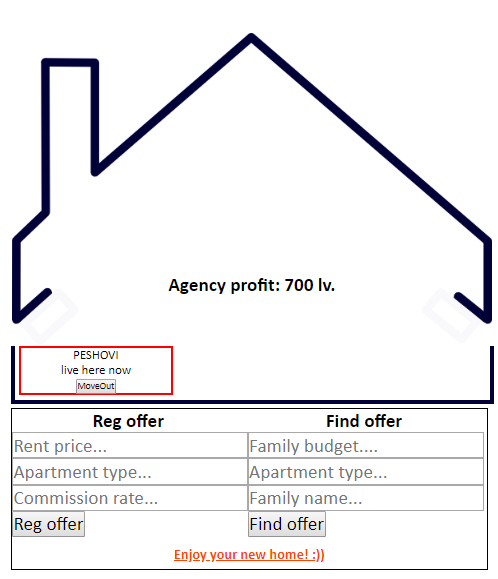 Agency profit: 700 lv.
PESHOVI
live here now
MoveOut
Reg offer Find offer
Rent price... Family budget....
Apartment type... Apartment type...
Commission rate... Family name...
Reg offer Find offer
Enjoy your new home! :))